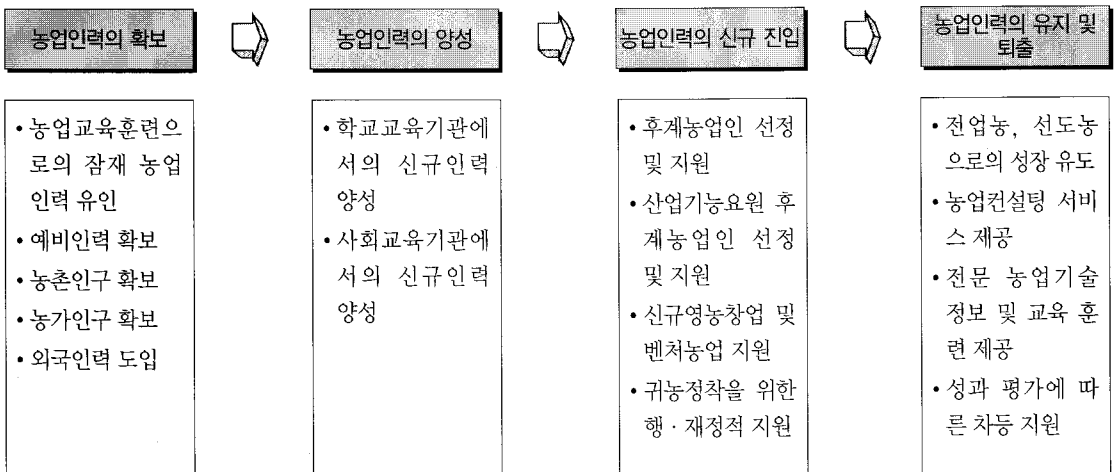 농업인력의 확보
농업인력의 양성
농업인력의 신규 진입
농업인력의 유지 및
퇴출
• 농업교육훈련으
로의 잠재 농업
인력 유인
• 예비인력 확보
• 농촌인구 확보
• 농가인구 확보
• 외국인력 도입
• 학교교육기관에
서의 신규인력
양성
• 사회교육기관에
서의 신규인력
양성
• 후계농업인 선정
및 지원
• 산업기능요원 후
계농업인 선정
및 지원
• 신규영농창업 및
벤처농업 지원
• 귀농정착을 위한
행 · 재정적 지원
• 전업농, 선도농
으로의 성장 유도
• 농업컨설팅 서비
스 제공
• 전문 농업기술
정보 및 교육 훈
련 제공
• 성과 평가에 따
른 차등 지원